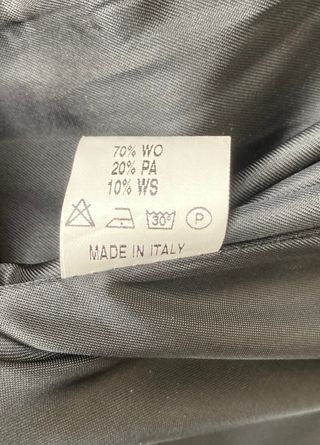 70% WO
20% PA
10% WS
30°
P
MADE IN ITALY